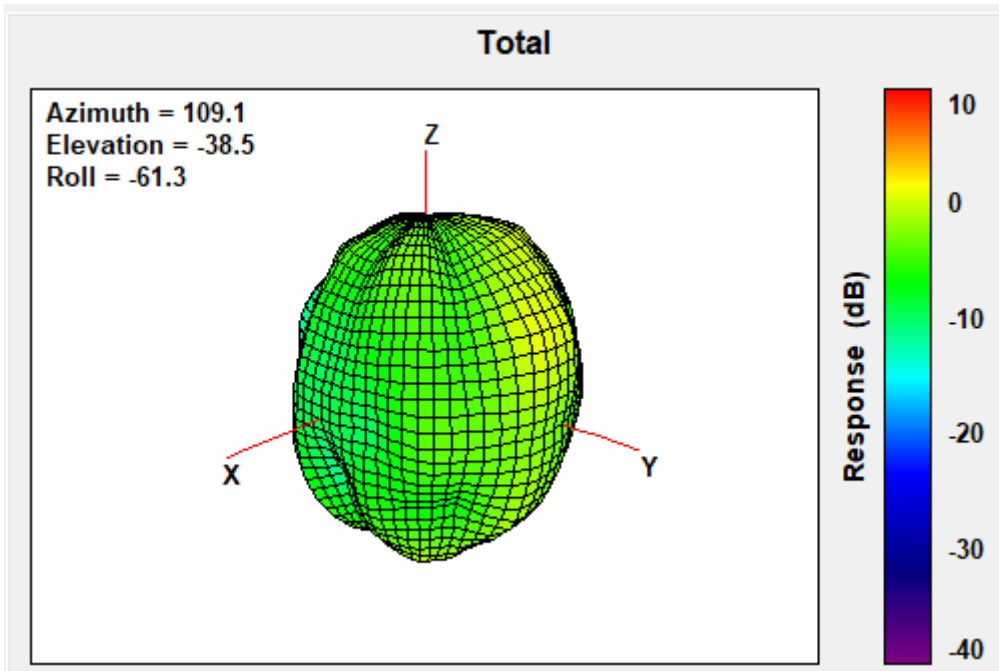 Total
Azimuth = 109.1
Elevation = -38.5
Roll = -61.3
Z
X
Y
10
0
-10
-20
-30
-40
Response (dB)